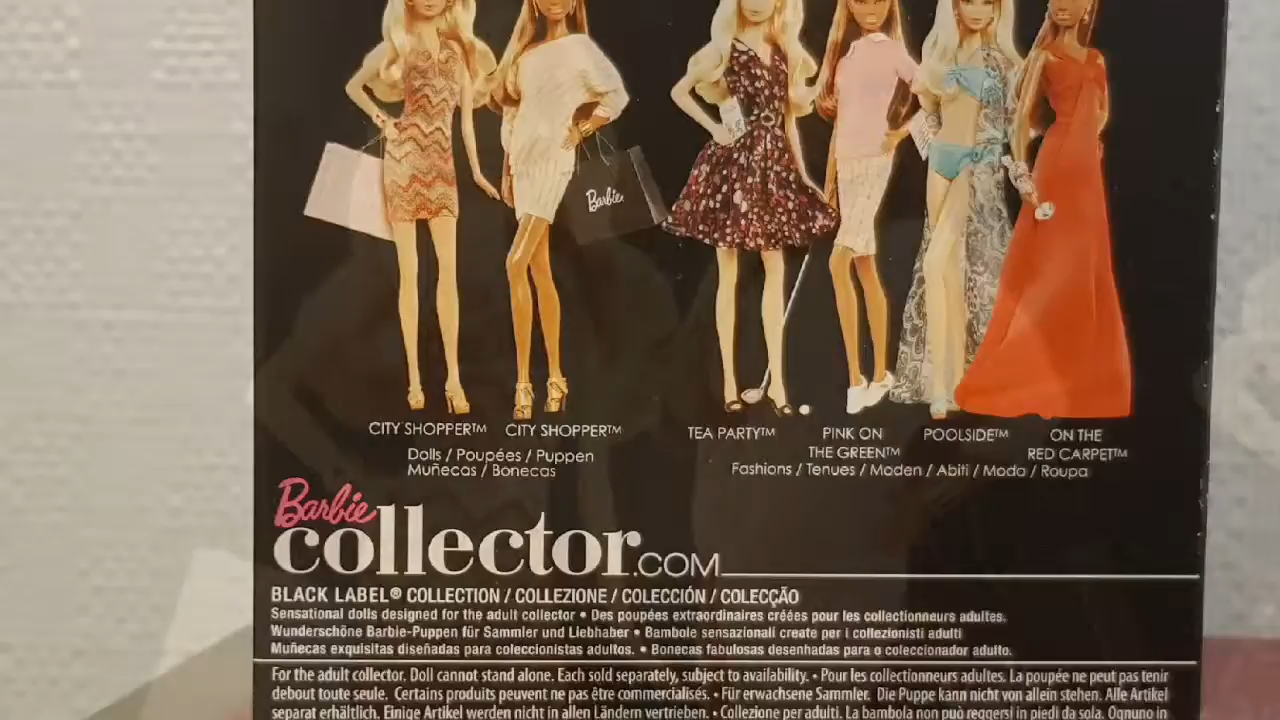 Barbie
CITY SHOPPER™ CITY SHOPPER™
Dolls / Poupées / Puppen
Muñecas / Bonecas
TEA PARTY™
PINK ON
THE GREEN™
POOLSIDE™
ON THE
RED CARPET™
Fashions / Tenues / Moden / Abiti / Moda / Roupa
Barbie
collector.COM
BLACK LABEL® COLLECTION / COLLEZIONE / COLECCIÓN / COLECÇÃO
Sensational dolls designed for the adult collector • Des poupées extraordinaires créées pour les collectionneurs adultes.
Wunderschöne Barbie-Puppen für Sammler und Liebhaber • Bambole sensazionali create per i collezionisti adulti
Muñecas exquisitas diseñadas para coleccionistas adultos. • Bonecas fabulosas desenhadas para o coleccionador adulto.
For the adult collector. Doll cannot stand alone. Each sold separately, subject to availability. • Pour les collectionneurs adultes. La poupée ne peut pas tenir
debout toute seule. Certains produits peuvent ne pas être commercialisés. • Für erwachsene Sammler. Die Puppe kann nicht von allein stehen. Alle Artikel
separat erhältlich. Einige Artikel werden nicht in allen Ländern vertrieben. • Collezione per adulti. La bambola non può reggersi in piedi da sola. Ognuno in